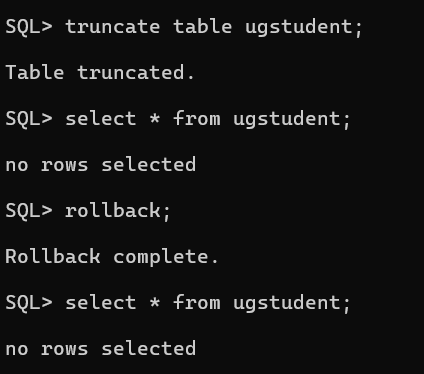 SQL> truncate table ugstudent;
Table truncated.
SQL> select * from ugstudent;
no rows selected
SQL> rollback;
Rollback complete.
SQL> select * from ugstudent;
no rows selected